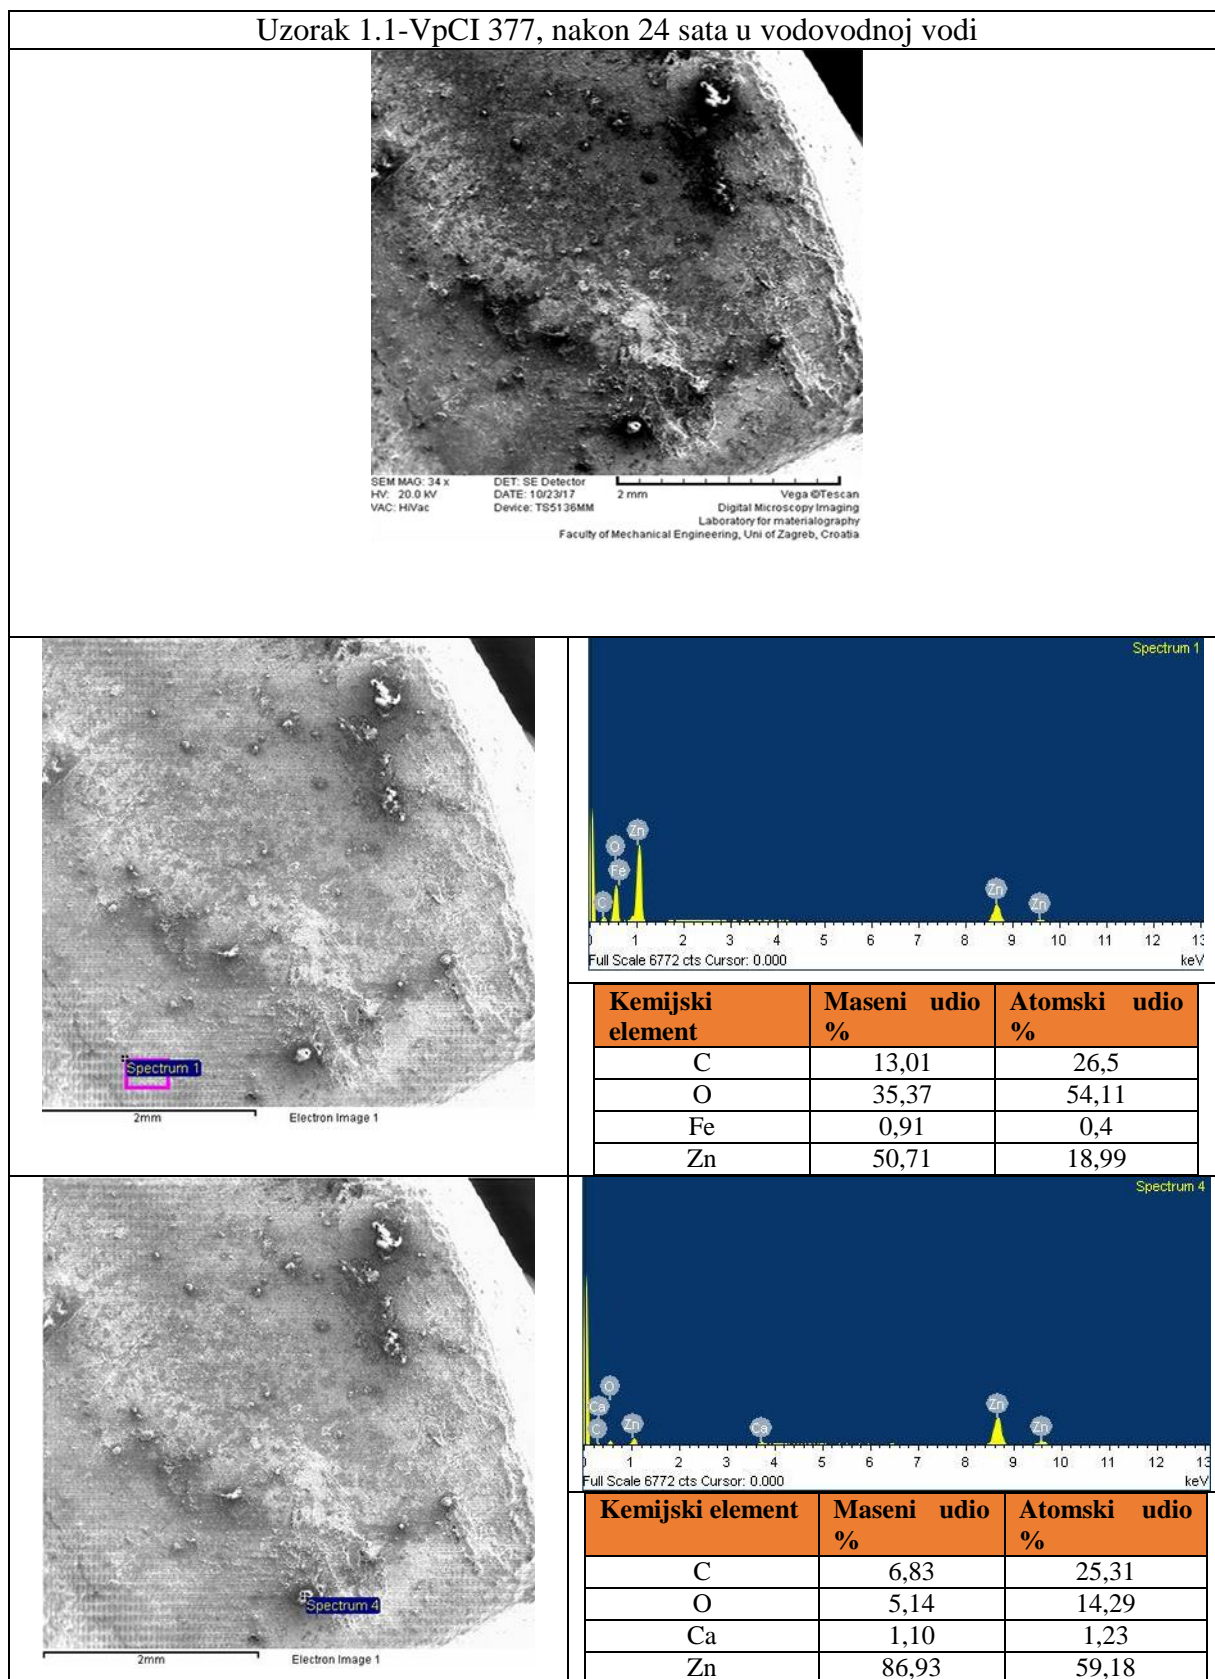 Uzorak 1.1-VpCI 377, nakon 24 sata u vodovodnoj vodi
SEM MAG: 34 x DET: SE Detector
HV: 20.0 kV DATE: 10/23/17 2 mm Vega ©Tescan
VAC: HiVac Device: TS5136MM Digital Microscopy Imaging
Laboratory for materialography
Faculty of Mechanical Engineering, Uni of Zagreb, Croatia
Spectrum 1
2mm Electron Image 1
Spectrum 1
C O Fe Zn Zn Zn
1 2 3 4 5 6 7 8 9 10 11 12 13
Full Scale 6772 cts Cursor: 0.000 keV
Kemijski element Maseni udio % Atomski udio %
C 13,01 26,5
O 35,37 54,11
Fe 0,91 0,4
Zn 50,71 18,99
Spectrum 4
2mm Electron Image 1
Spectrum 4
O Ca C Zn Ca Zn Zn
1 2 3 4 5 6 7 8 9 10 11 12 13
Full Scale 6772 cts Cursor: 0.000 keV
Kemijski element Maseni udio % Atomski udio %
C 6,83 25,31
O 5,14 14,29
Ca 1,10 1,23
Zn 86,93 59,18